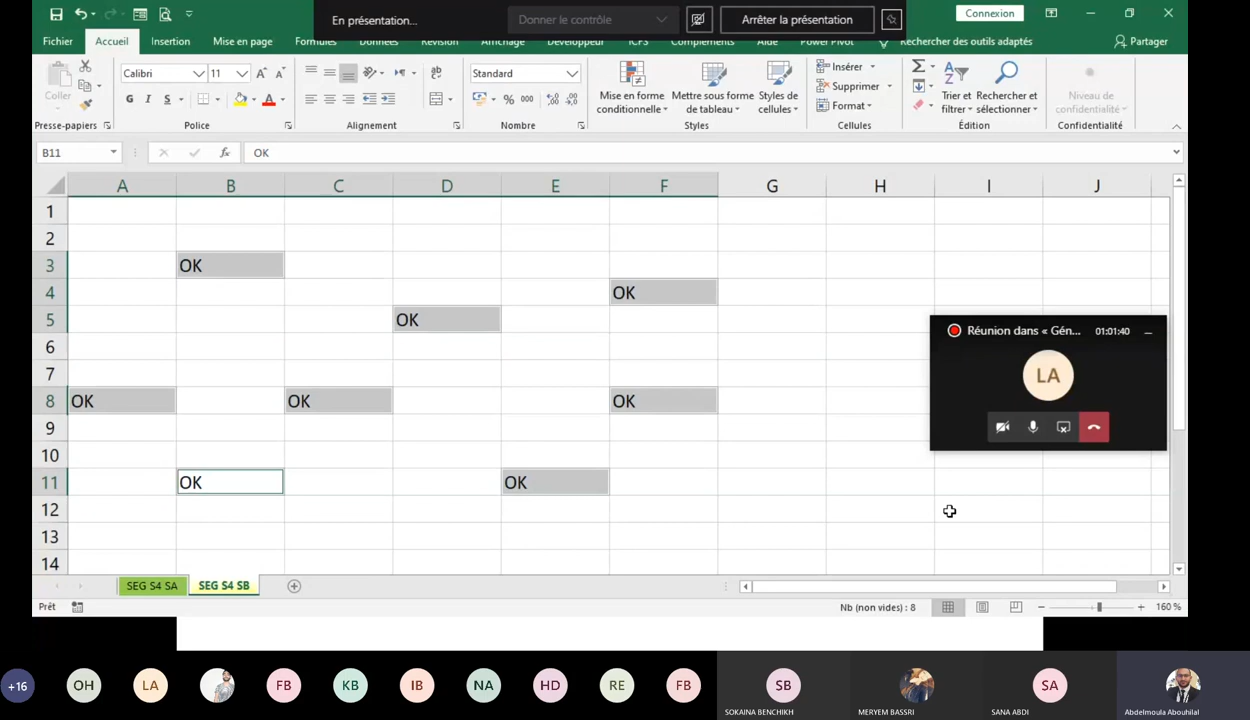 En présentation...
Donner le contrôle
Arrêter la présentation
Connexion
Fichier
Accueil
Insertion
Mise en page
Formules
Données
Révision
Affichage
Développeur
ICFS
Compléments
Aide
Power Pivot
Rechercher des outils adaptés
Partager
Coller
Calibri
11
Standard
G I S
% 000
Mise en forme
conditionnelle
Mettre sous forme
de tableau
Styles de
cellules
Insérer
Supprimer
Format
Trier et
filtrer
Rechercher et
sélectionner
Niveau de
confidentialité
Presse-papiers
Police
Alignement
Nombre
Styles
Cellules
Édition
Confidentialité
B11
fx
OK
A B C D E F G H I J
1
2
3 OK
4 OK
5 OK
6
7
8 OK OK OK
9
10
11 OK OK
12
13
14
Réunion dans « Gén...
01:01:40
LA
SEG S4 SA
SEG S4 SB
Prêt
Nb (non vides) : 8
160 %
+16
OH
LA
FB
KB
IB
NA
HD
RE
FB
SB
SOKAINA BENCHIKH
MERYEM BASSRI
SA
SANA ABDI
Abdelmoula Abouhilal